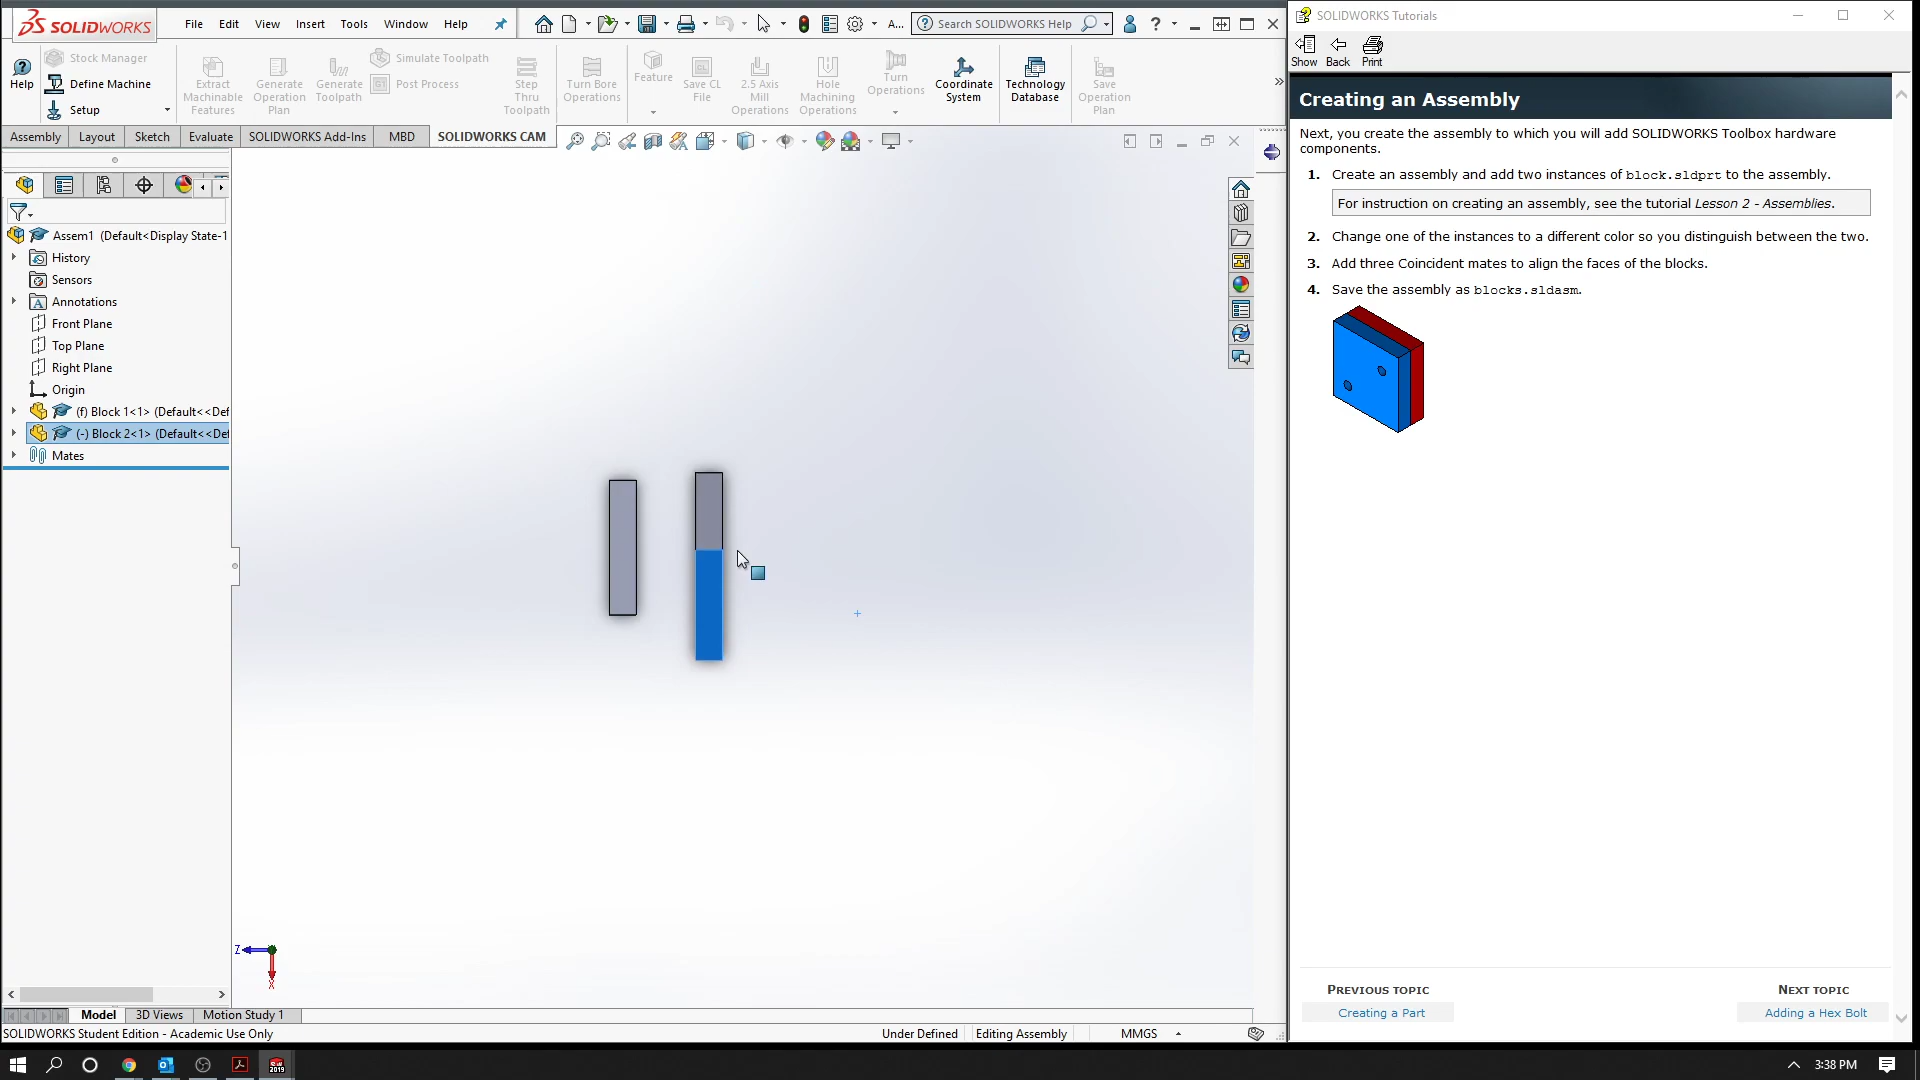 SOLIDWORKS
File Edit View Insert Tools Window Help
A...
Search SOLIDWORKS Help
Help
Stock Manager
Define Machine
Setup
Extract Machinable Features
Generate Operation Plan
Generate Toolpath
Simulate Toolpath
Post Process
Step Thru Toolpath
Turn Bore Operations
Feature
Save CL File
2.5 Axis Mill Operations
Hole Machining Operations
Turn Operations
Coordinate System
Technology Database
Save Operation Plan
Assembly Layout Sketch Evaluate SOLIDWORKS Add-Ins MBD SOLIDWORKS CAM
Assem1 (Default<Display State-1
History
Sensors
Annotations
Front Plane
Top Plane
Right Plane
Origin
(f) Block 1<1> (Default<<Def
(-) Block 2<1> (Default<<Def
Mates
Z
X
Model 3D Views Motion Study 1
SOLIDWORKS Student Edition - Academic Use Only
Under Defined Editing Assembly MMGS
SOLIDWORKS Tutorials
Show Back Print
Creating an Assembly
Next, you create the assembly to which you will add SOLIDWORKS Toolbox hardware
components.
1. Create an assembly and add two instances of block.sldprt to the assembly.
For instruction on creating an assembly, see the tutorial Lesson 2 - Assemblies.
2. Change one of the instances to a different color so you distinguish between the two.
3. Add three Coincident mates to align the faces of the blocks.
4. Save the assembly as blocks.sldasm.
PREVIOUS TOPIC
Creating a Part
NEXT TOPIC
Adding a Hex Bolt
3:38 PM